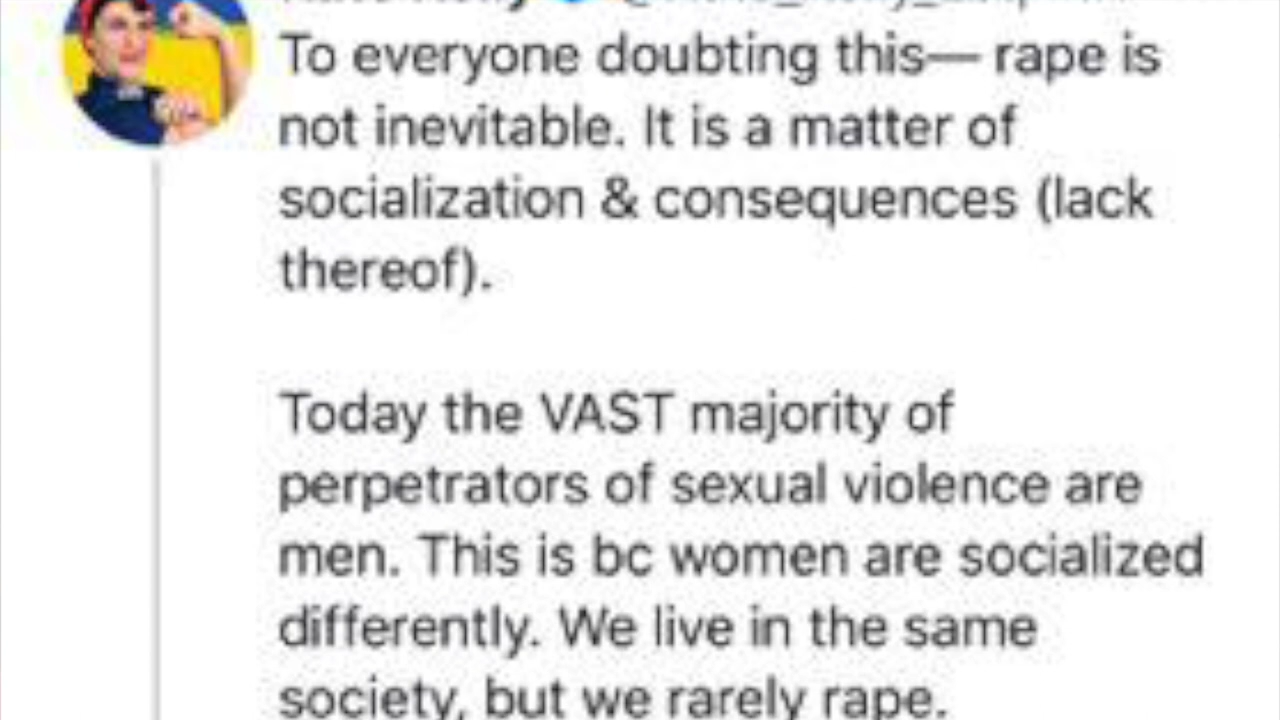 To everyone doubting this— rape is
not inevitable. It is a matter of
socialization & consequences (lack
thereof).
Today the VAST majority of
perpetrators of sexual violence are
men. This is bc women are socialized
differently. We live in the same
society, but we rarely rape.